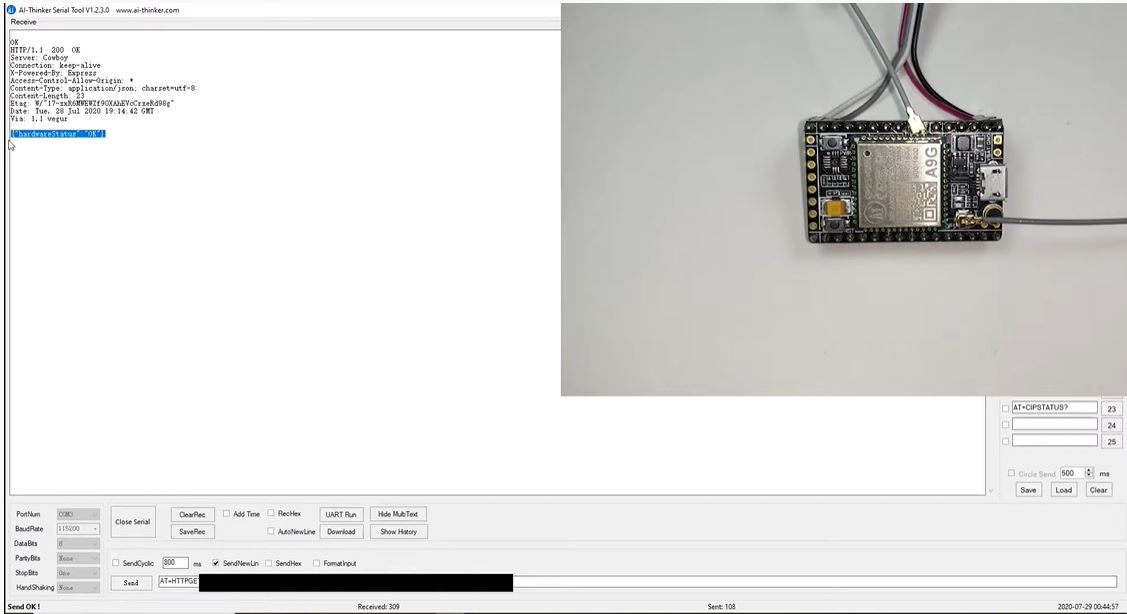 AI-Thinker Serial Tool V1.2.3.0 www.ai-thinker.com
Receive
OK
HTTP/1.1 200 OK
Server: Cowboy
Connection: keep-alive
X-Powered-By: Express
Access-Control-Allow-Origin: *
Content-Type: application/json; charset=utf-8
Content-Length: 23
Etag: W/"17-zxR6MWEWZf9OXAhEVcCrzeRd98g"
Date: Tue, 28 Jul 2020 19:14:42 GMT
Via: 1.1 vegur
{"hardwareStatus":"OK"}
A9G
AT+CIPSTATUS? 23
24
25
Circle Send 500 ms
Save Load Clear
PortNum COM3
BaudRate 115200
DataBits 8
ParityBits None
StopBits One
HandShaking None
Close Serial
ClearRec Add Time RecHex UART Run Hide MultiText
SaveRec AutoNewLine Download Show History
SendCyclic 800 ms SendNewLin SendHex FormatInput
Send AT+HTTPGE
Send OK ! Received: 309 Sent: 108 2020-07-29 00:44:57